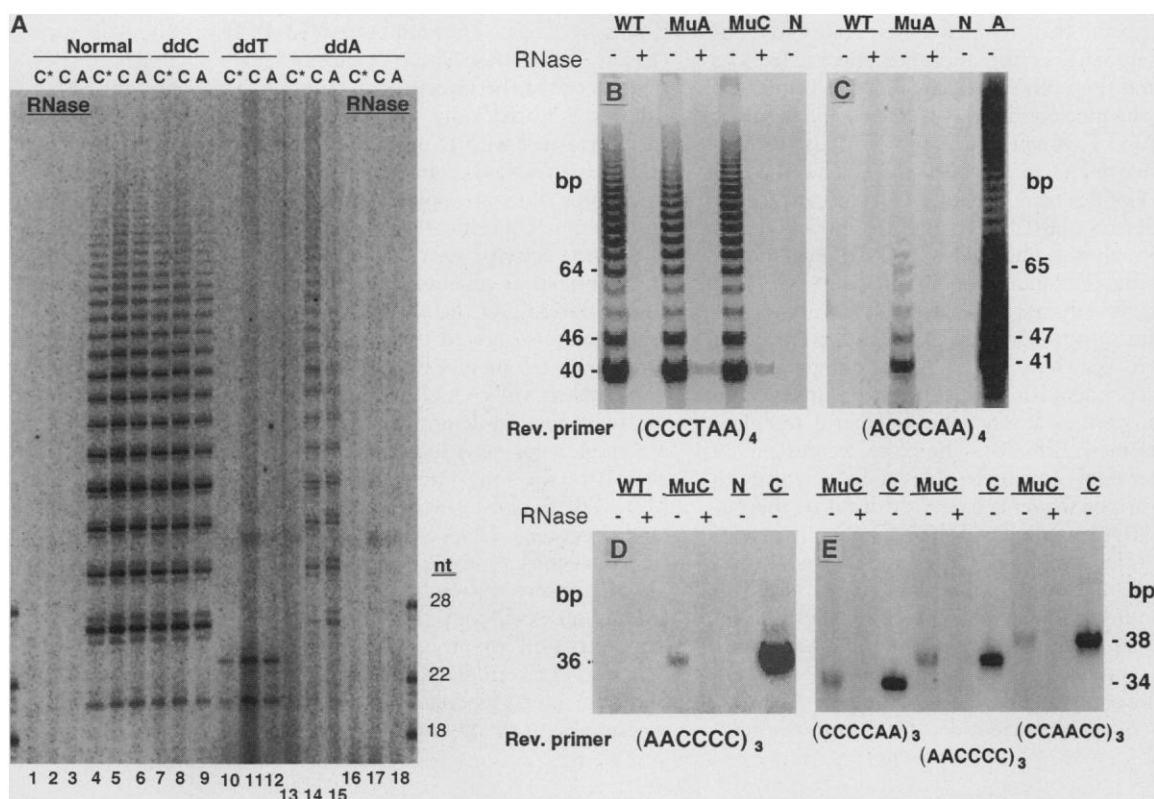 A
Normal ddC ddT ddA
C* C A C* C A C* C A C* C A C* C A
RNase RNase
nt
28
22
18
1 2 3 4 5 6 7 8 9 10 11 12 13 14 15 16 17 18
WT MuA MuC N
- + - + - + -
RNase
B
bp
64 -
46 -
40 -
Rev. primer (CCCTAA)4
WT MuA N A
- + - + - -
C
bp
- 65
- 47
- 41
(ACCCAA)4
WT MuC N C
RNase - + - + - -
D
bp
36 -
Rev. primer (AACCCC)3
MuC C MuC C MuC C
- + - - + - - + -
E
bp
- 38
- 34
(CCCCAA)3
(AACCCC)3
(CCAACC)3